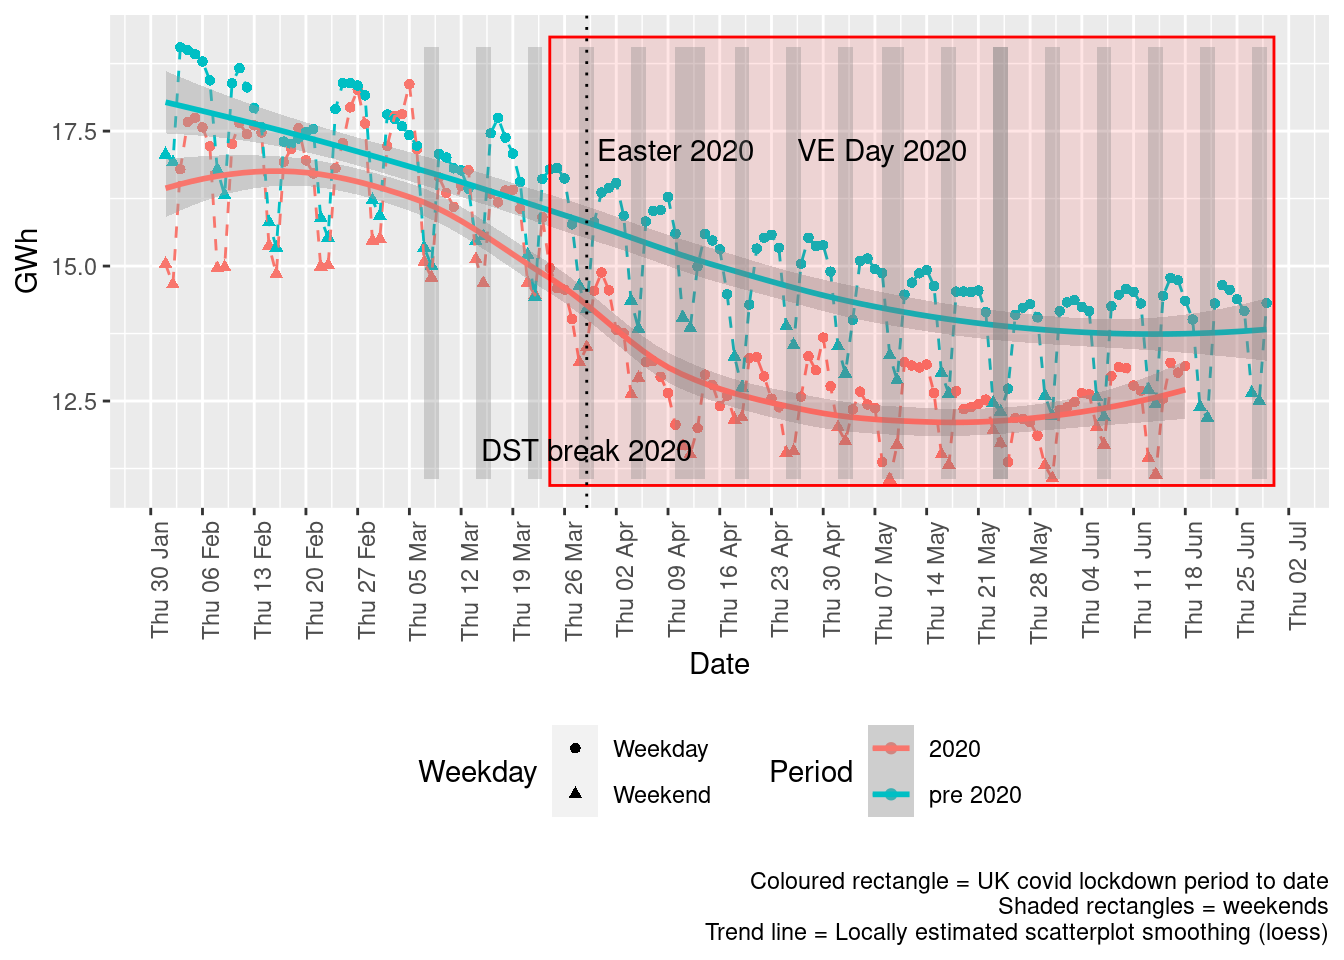 GWh
17.5
15.0
12.5
Easter 2020
VE Day 2020
DST break 2020
Thu 30 Jan
Thu 06 Feb
Thu 13 Feb
Thu 20 Feb
Thu 27 Feb
Thu 05 Mar
Thu 12 Mar
Thu 19 Mar
Thu 26 Mar
Thu 02 Apr
Thu 09 Apr
Thu 16 Apr
Thu 23 Apr
Thu 30 Apr
Thu 07 May
Thu 14 May
Thu 21 May
Thu 28 May
Thu 04 Jun
Thu 11 Jun
Thu 18 Jun
Thu 25 Jun
Thu 02 Jul
Date
Weekday
Weekday
Weekend
Period
2020
pre 2020
Coloured rectangle = UK covid lockdown period to date
Shaded rectangles = weekends
Trend line = Locally estimated scatterplot smoothing (loess)